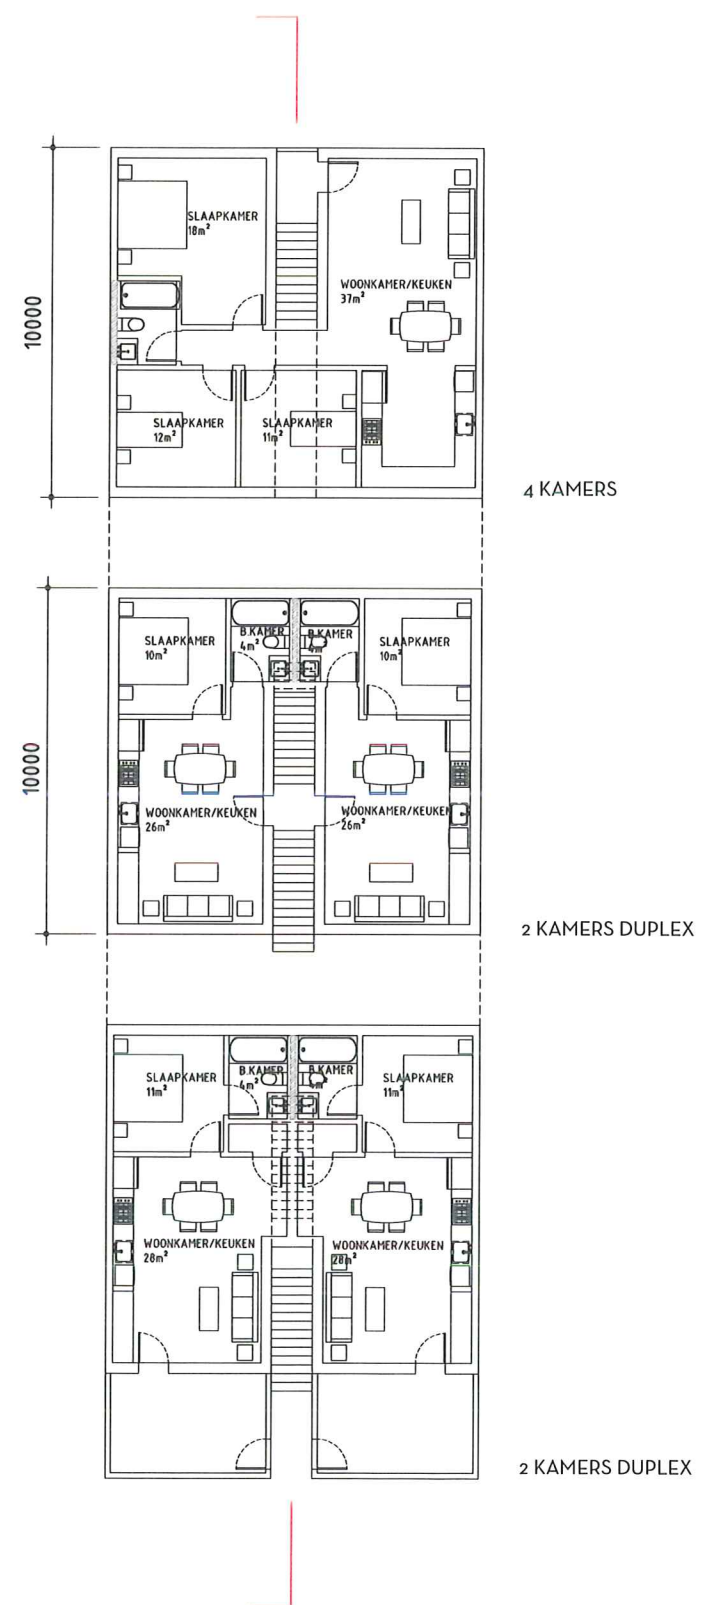 SLAAPKAMER
18m²
WOONKAMER/KEUKEN
37m²
10000
SLAAPKAMER
12m²
SLAAPKAMER
11m²
4 KAMERS
B.KAMER
4m²
B.KAMER
4m²
SLAAPKAMER
10m²
SLAAPKAMER
10m²
10000
WOONKAMER/KEUKEN
26m²
WOONKAMER/KEUKEN
26m²
2 KAMERS DUPLEX
B.KAMER
4m²
B.KAMER
4m²
SLAAPKAMER
11m²
SLAAPKAMER
11m²
WOONKAMER/KEUKEN
28m²
WOONKAMER/KEUKEN
28m²
2 KAMERS DUPLEX